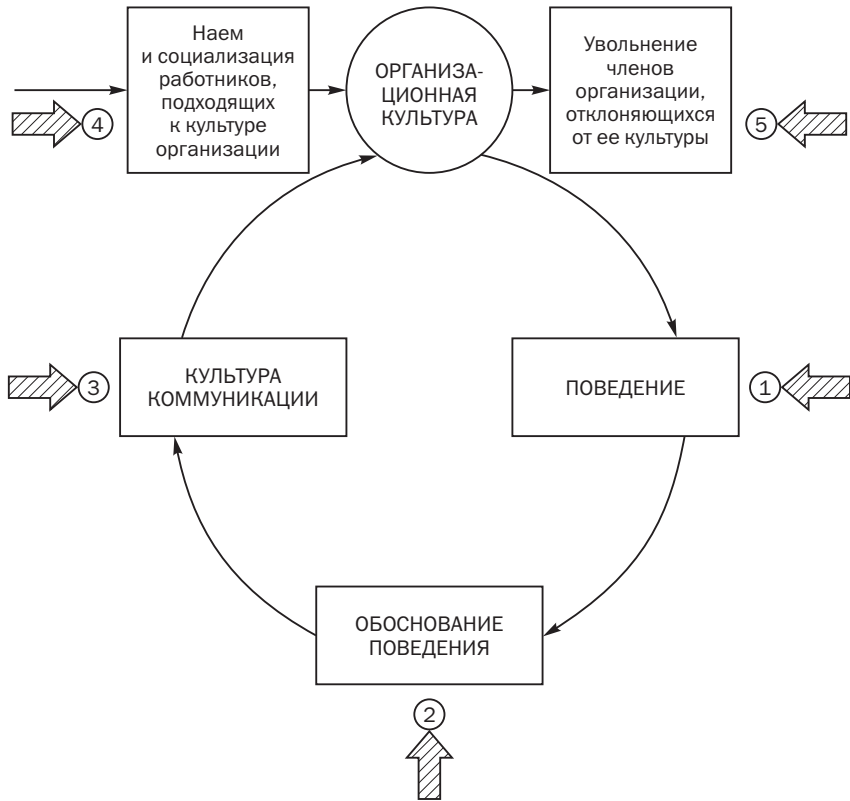 Наем
и социализация
работников,
подходящих
к культуре
организации
4
ОРГАНИЗА-
ЦИОННАЯ
КУЛЬТУРА
Увольнение
членов
организации,
отклоняющихся
от ее культуры
5
3
КУЛЬТУРА
КОММУНИКАЦИИ
ПОВЕДЕНИЕ
1
ОБОСНОВАНИЕ
ПОВЕДЕНИЯ
2